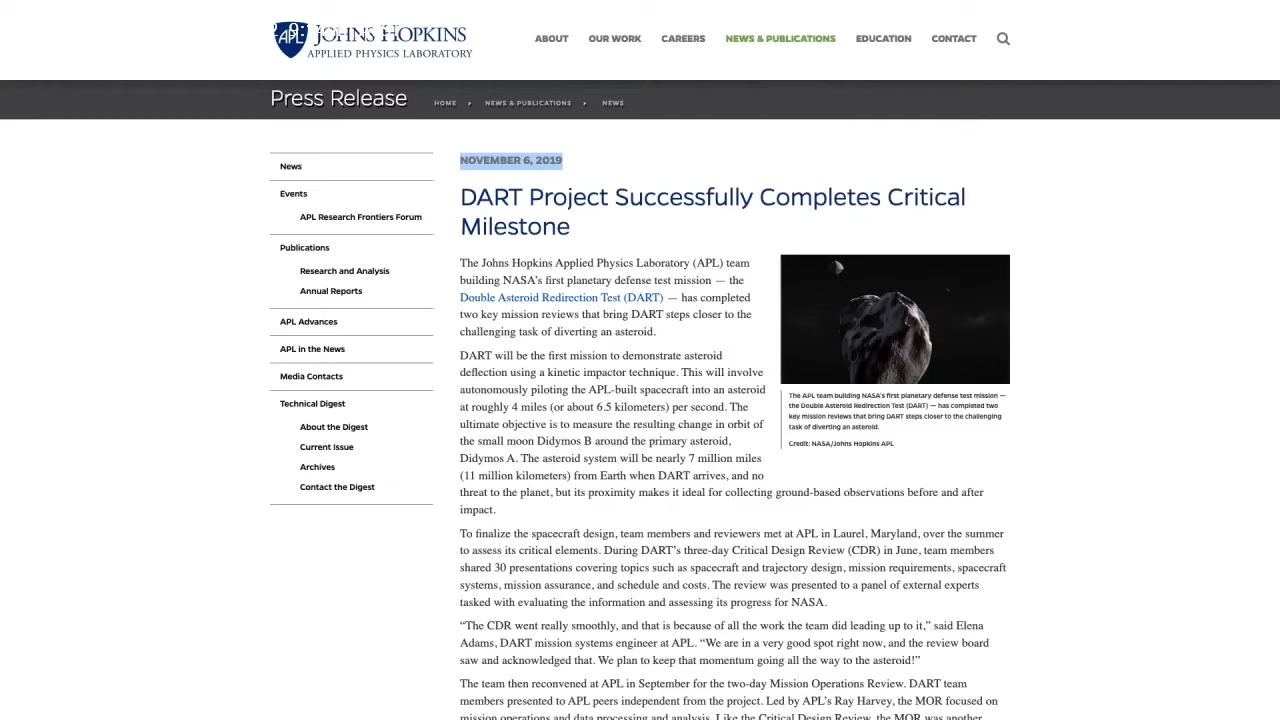 APL
JOHNS HOPKINS
APPLIED PHYSICS LABORATORY
ABOUT
OUR WORK
CAREERS
NEWS & PUBLICATIONS
EDUCATION
CONTACT
Press Release
HOME
NEWS & PUBLICATIONS
NEWS
News
Events
APL Research Frontiers Forum
Publications
Research and Analysis
Annual Reports
APL Advances
APL in the News
Media Contacts
Technical Digest
About the Digest
Current Issue
Archives
Contact the Digest
NOVEMBER 6, 2019
DART Project Successfully Completes Critical
Milestone
The Johns Hopkins Applied Physics Laboratory (APL) team
building NASA's first planetary defense test mission — the
Double Asteroid Redirection Test (DART) — has completed
two key mission reviews that bring DART steps closer to the
challenging task of diverting an asteroid.
DART will be the first mission to demonstrate asteroid
deflection using a kinetic impactor technique. This will involve
autonomously piloting the APL-built spacecraft into an asteroid
at roughly 4 miles (or about 6.5 kilometers) per second. The
ultimate objective is to measure the resulting change in orbit of
the small moon Didymos B around the primary asteroid,
Didymos A. The asteroid system will be nearly 7 million miles
(11 million kilometers) from Earth when DART arrives, and no
threat to the planet, but its proximity makes it ideal for collecting ground-based observations before and after
impact.
The APL team building NASA's first planetary defense test mission —
the Double Asteroid Redirection Test (DART) — has completed two
key mission reviews that bring DART steps closer to the challenging
task of diverting an asteroid.
Credit: NASA/Johns Hopkins APL
To finalize the spacecraft design, team members and reviewers met at APL in Laurel, Maryland, over the summer
to assess its critical elements. During DART's three-day Critical Design Review (CDR) in June, team members
shared 30 presentations covering topics such as spacecraft and trajectory design, mission requirements, spacecraft
systems, mission assurance, and schedule and costs. The review was presented to a panel of external experts
tasked with evaluating the information and assessing its progress for NASA.
“The CDR went really smoothly, and that is because of all the work the team did leading up to it,” said Elena
Adams, DART mission systems engineer at APL. “We are in a very good spot right now, and the review board
saw and acknowledged that. We plan to keep that momentum going all the way to the asteroid!”
The team then reconvened at APL in September for the two-day Mission Operations Review. DART team
members presented to APL peers independent from the project. Led by APL's Ray Harvey, the MOR focused on
mission operations and data processing and analysis. Like the Critical Design Review, the MOR was another